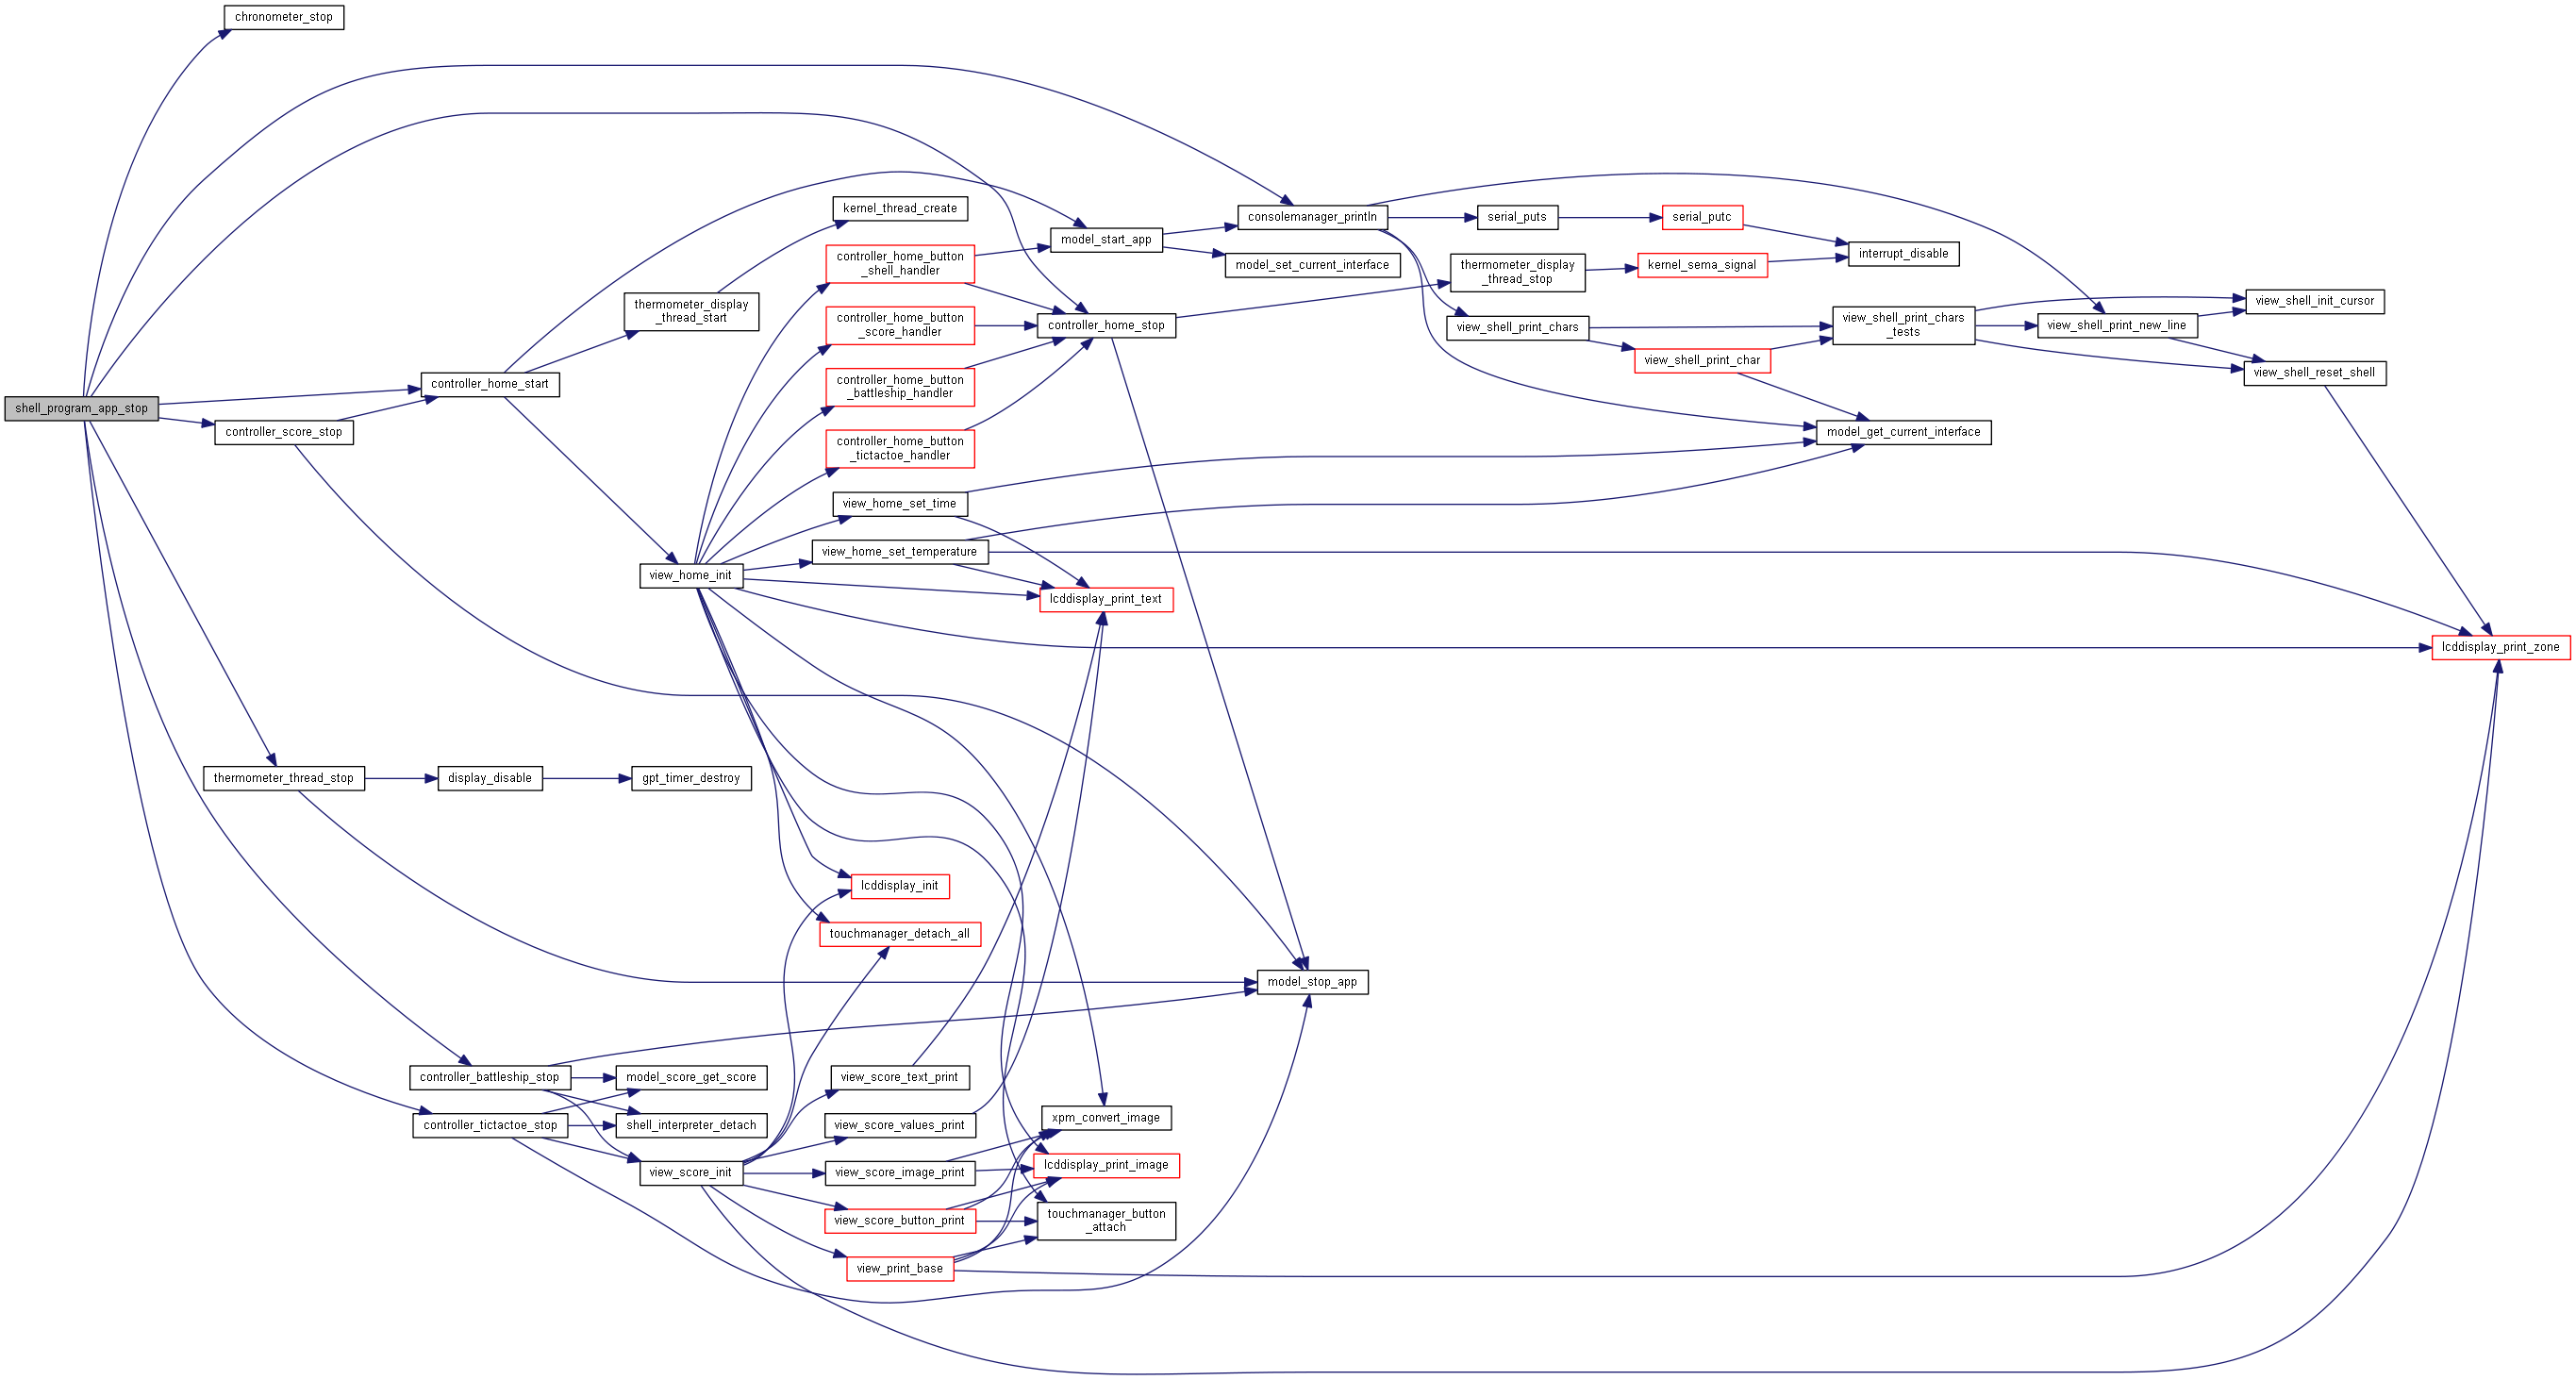 chronometer_stop
kernel_thread_create
consolemanager_println
serial_puts
serial_putc
model_start_app
interrupt_disable
controller_home_button
_shell_handler
model_set_current_interface
thermometer_display
_thread_stop
kernel_sema_signal
thermometer_display
_thread_start
view_shell_init_cursor
controller_home_button
_score_handler
controller_home_stop
view_shell_print_chars
view_shell_print_chars
_tests
view_shell_print_new_line
view_shell_print_char
view_shell_reset_shell
controller_home_start
controller_home_button
_battleship_handler
shell_program_app_stop
controller_score_stop
controller_home_button
_tictactoe_handler
model_get_current_interface
view_home_set_time
view_home_set_temperature
view_home_init
lcddisplay_print_text
lcddisplay_print_zone
thermometer_thread_stop
display_disable
gpt_timer_destroy
lcddisplay_init
touchmanager_detach_all
model_stop_app
controller_battleship_stop
model_score_get_score
view_score_text_print
controller_tictactoe_stop
shell_interpreter_detach
view_score_values_print
xpm_convert_image
view_score_init
view_score_image_print
lcddisplay_print_image
view_score_button_print
touchmanager_button
_attach
view_print_base